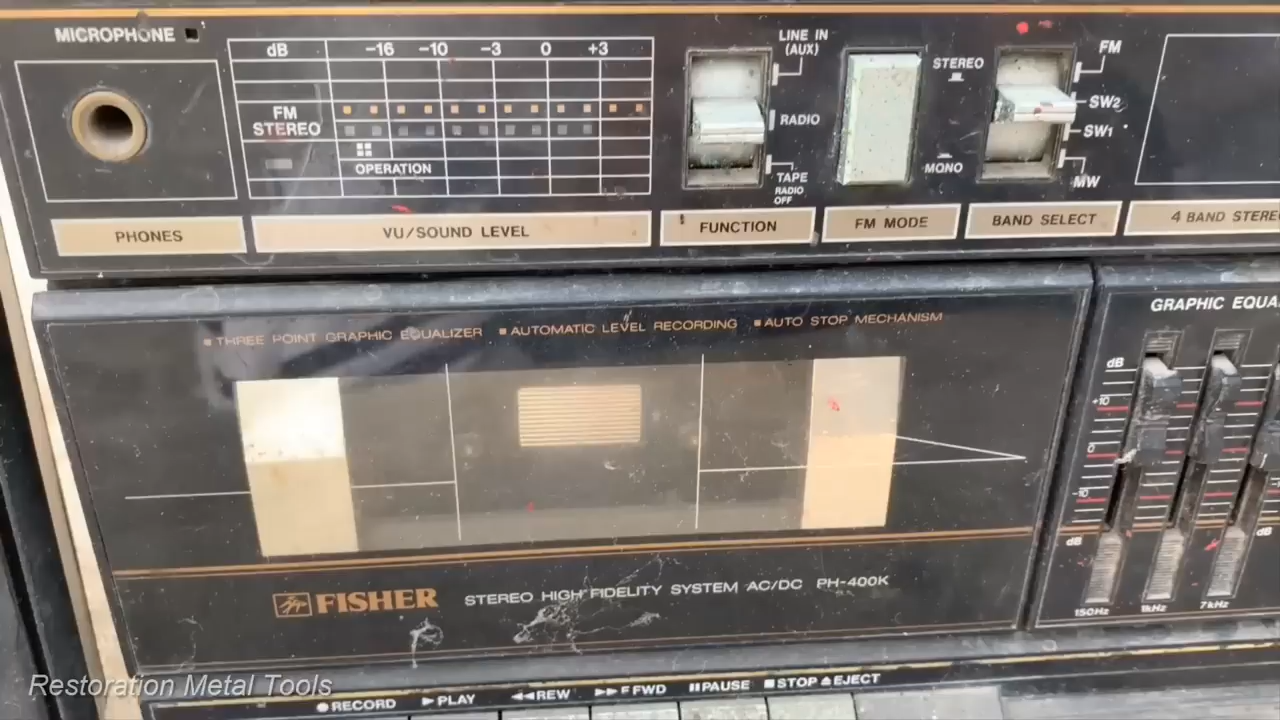 MICROPHONE
dB -16 -10 -3 0 +3
FM
STEREO
OPERATION
LINE IN
(AUX)
RADIO
TAPE
RADIO
OFF
STEREO
MONO
FM
SW2
SW1
MW
PHONES
VU/SOUND LEVEL
FUNCTION
FM MODE
BAND SELECT
4 BAND STEREO
THREE POINT GRAPHIC EQUALIZER
AUTOMATIC LEVEL RECORDING
AUTO STOP MECHANISM
GRAPHIC EQUA
dB
+10
0
-10
dB
dB
150Hz 1kHz 7kHz
FISHER
STEREO HIGH FIDELITY SYSTEM AC/DC PH-400K
Restoration Metal Tools
RECORD PLAY REW F FWD PAUSE STOP EJECT